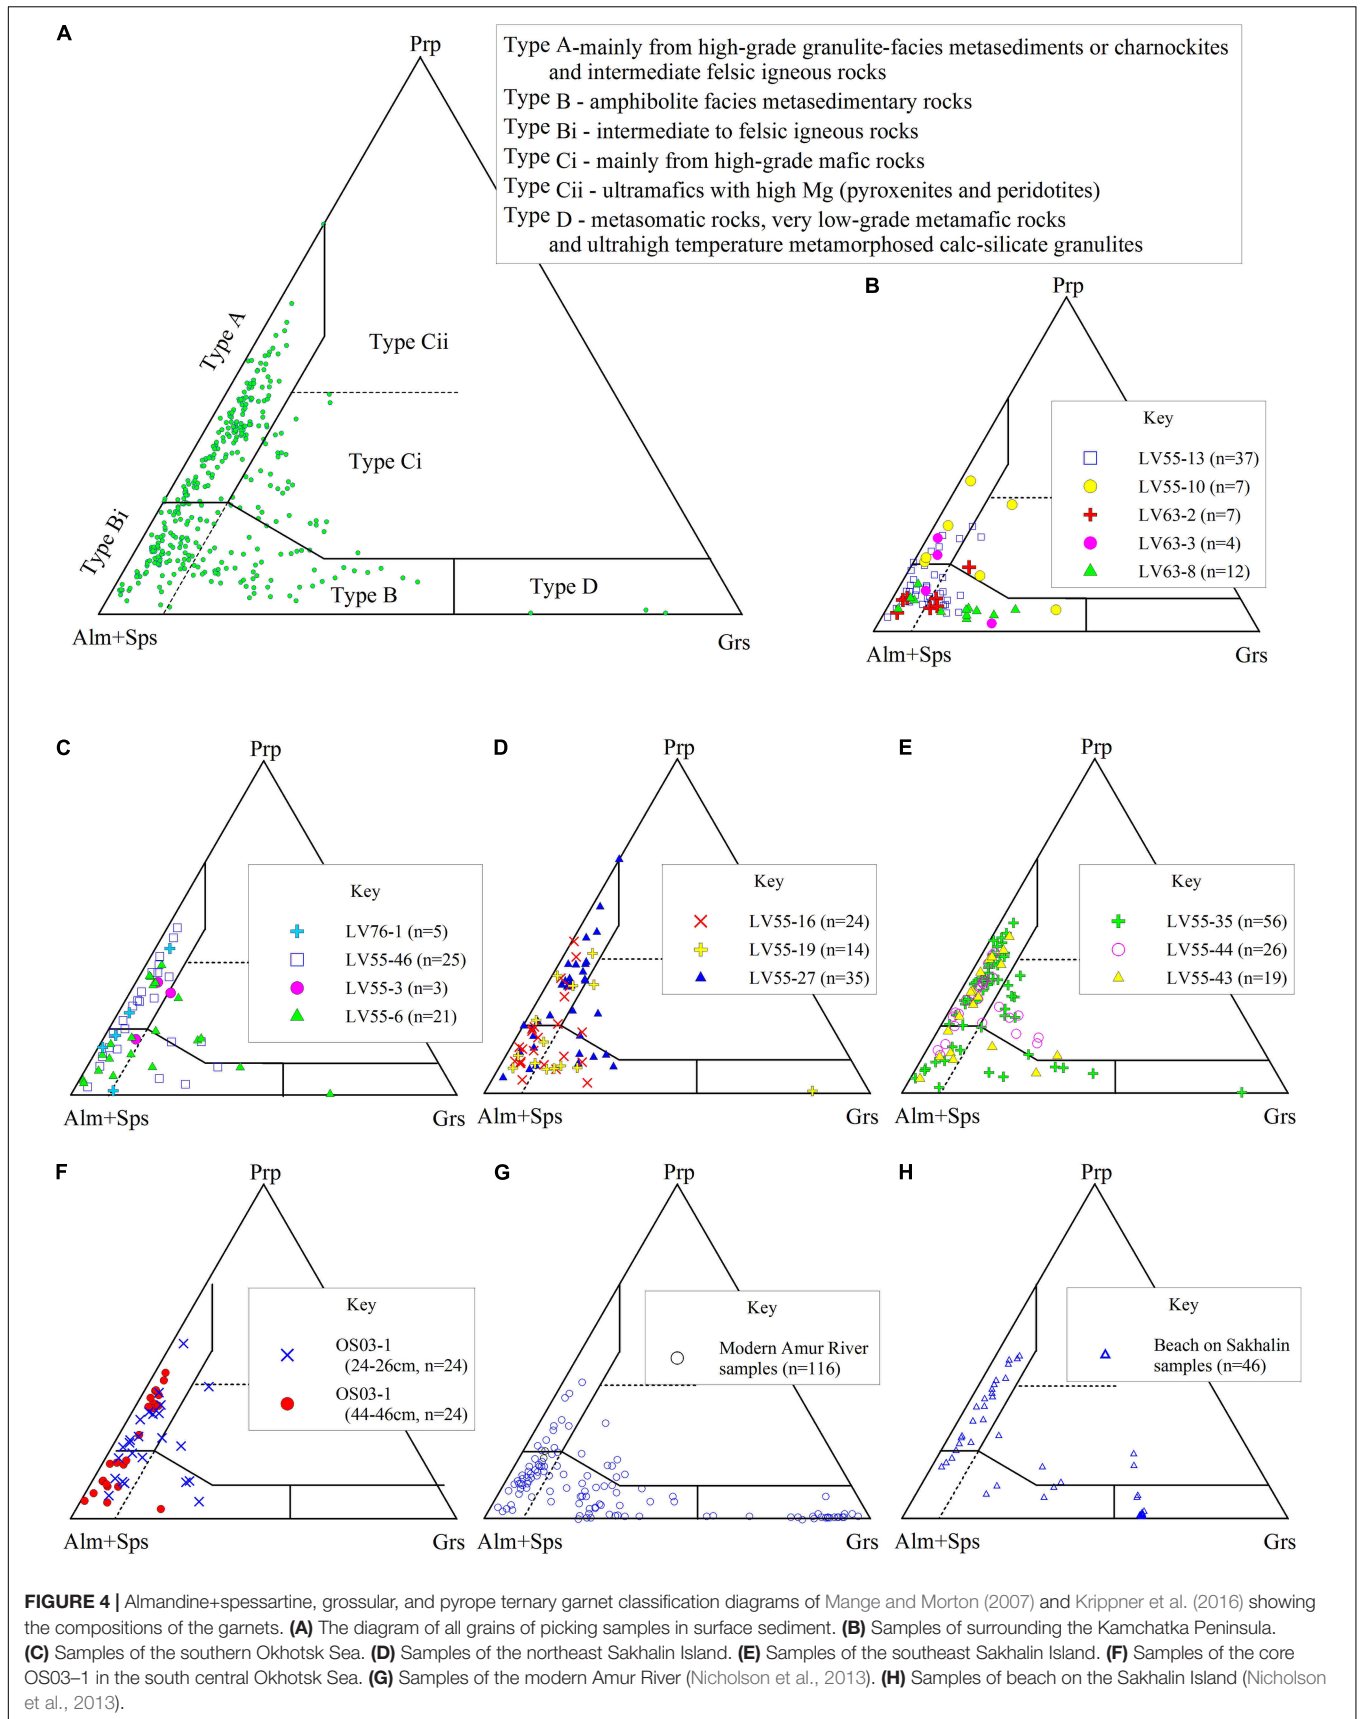 A
Prp
Type A-mainly from high-grade granulite-facies metasediments or charnockites
and intermediate felsic igneous rocks
Type B - amphibolite facies metasedimentary rocks
Type Bi - intermediate to felsic igneous rocks
Type Ci - mainly from high-grade mafic rocks
Type Cii - ultramafics with high Mg (pyroxenites and peridotites)
Type D - metasomatic rocks, very low-grade metamafic rocks
and ultrahigh temperature metamorphosed calc-silicate granulites
Type A
Type Cii
Type Ci
Type Bi
Type B
Type D
Alm+Sps
Grs
B
Prp
Key
LV55-13 (n=37)
LV55-10 (n=7)
LV63-2 (n=7)
LV63-3 (n=4)
LV63-8 (n=12)
Alm+Sps
Grs
C
Prp
Key
LV76-1 (n=5)
LV55-46 (n=25)
LV55-3 (n=3)
LV55-6 (n=21)
Alm+Sps
Grs
D
Prp
Key
LV55-16 (n=24)
LV55-19 (n=14)
LV55-27 (n=35)
Alm+Sps
Grs
E
Prp
Key
LV55-35 (n=56)
LV55-44 (n=26)
LV55-43 (n=19)
Alm+Sps
Grs
F
Prp
Key
OS03-1
(24-26cm, n=24)
OS03-1
(44-46cm, n=24)
Alm+Sps
Grs
G
Prp
Key
Modern Amur River
samples (n=116)
Alm+Sps
Grs
H
Prp
Key
Beach on Sakhalin
samples (n=46)
Alm+Sps
Grs
FIGURE 4 | Almandine+spessartine, grossular, and pyrope ternary garnet classification diagrams of Mange and Morton (2007) and Krippner et al. (2016) showing
the compositions of the garnets. (A) The diagram of all grains of picking samples in surface sediment. (B) Samples of surrounding the Kamchatka Peninsula.
(C) Samples of the southern Okhotsk Sea. (D) Samples of the northeast Sakhalin Island. (E) Samples of the southeast Sakhalin Island. (F) Samples of the core
OS03–1 in the south central Okhotsk Sea. (G) Samples of the modern Amur River (Nicholson et al., 2013). (H) Samples of beach on the Sakhalin Island (Nicholson
et al., 2013).